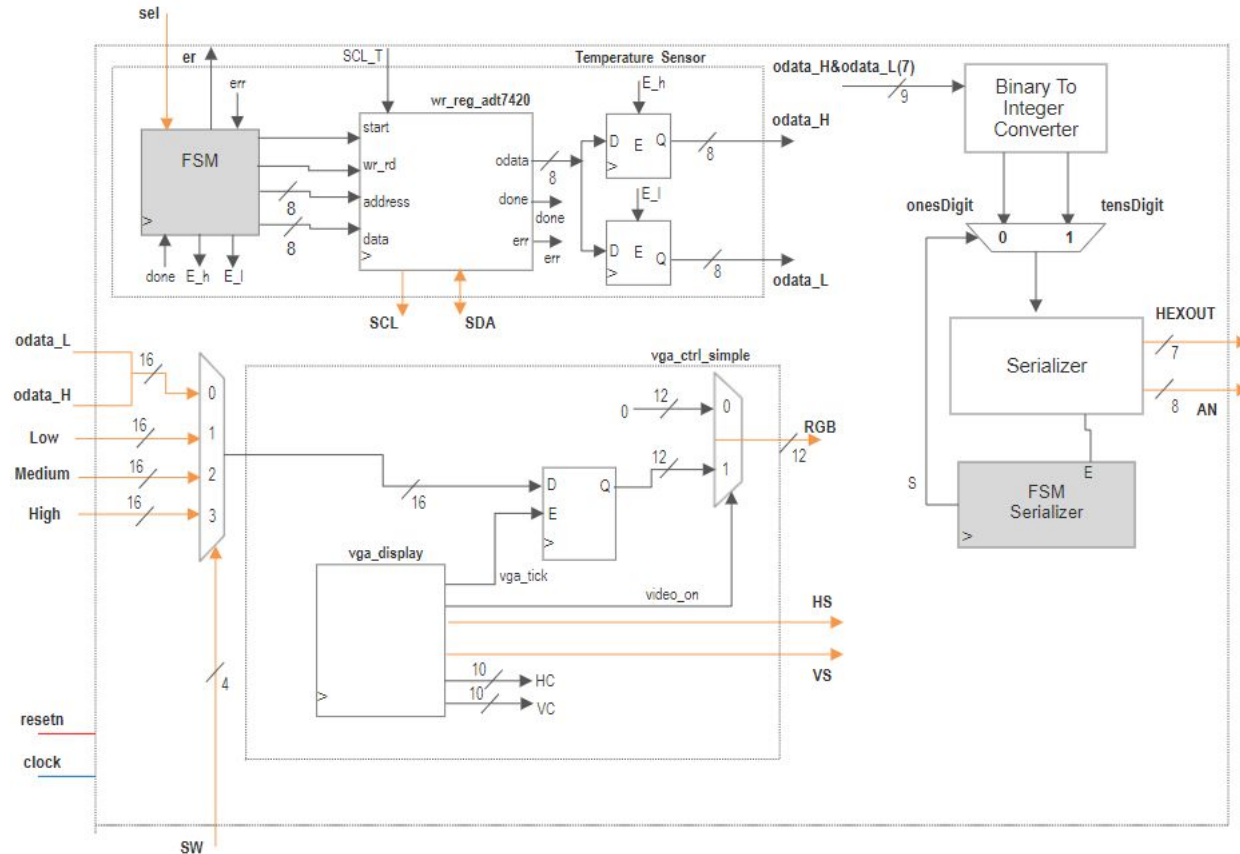 sel
er
err
SCL_T
Temperature Sensor
wr_reg_adt7420
FSM
start
wr_rd
address
data
8
8
odata
8
done
done
err
err
done
E_h
E_l
SCL
SDA
E_h
D
E
Q
8
odata_H
E_l
D
E
Q
8
odata_L
odata_H&odata_L(7)
9
Binary To
Integer
Converter
onesDigit
tensDigit
0
1
Serializer
HEXOUT
7
8
AN
E
S
FSM
Serializer
odata_L
16
odata_H
Low
16
Medium
16
High
16
0
1
2
3
vga_ctrl_simple
0
12
0
12
1
RGB
12
16
D
Q
E
vga_display
vga_tick
video_on
HS
VS
10
HC
10
VC
4
resetn
clock
SW